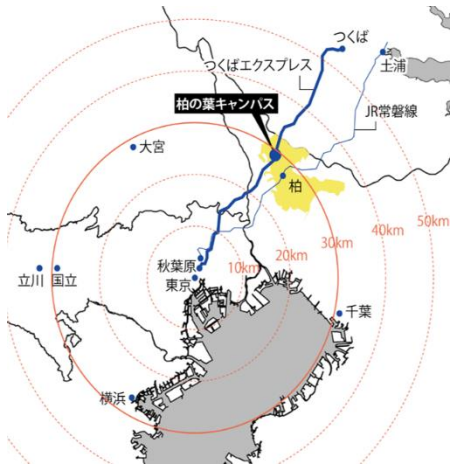 つくば
つくばエクスプレス
土浦
柏の葉キャンパス
JR常磐線
大宮
柏
50km
40km
30km
20km
10km
秋葉原
東京
立川
国立
千葉
横浜